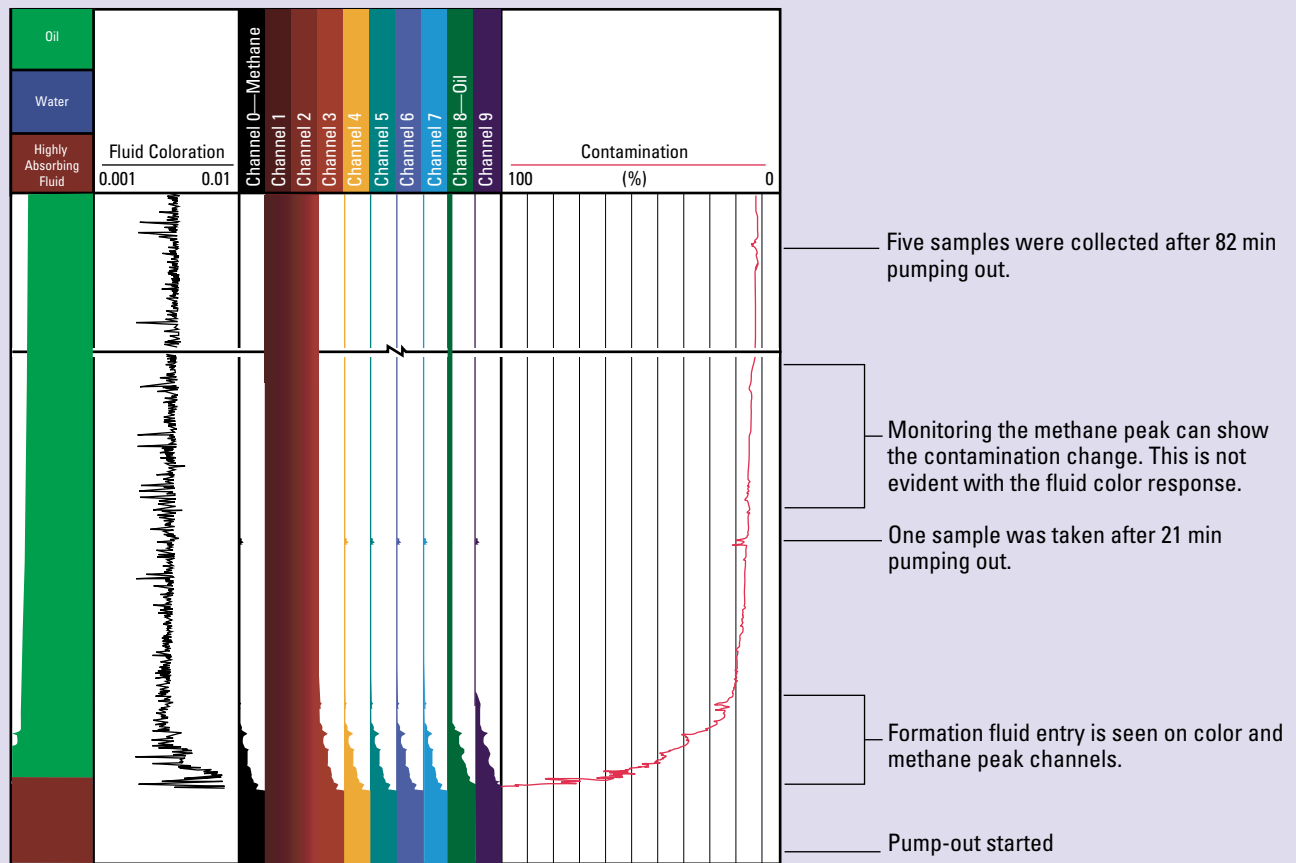 Oil
Water
Highly
Absorbing
Fluid
Fluid Coloration
0.001 0.01
Channel 0—Methane
Channel 1
Channel 2
Channel 3
Channel 4
Channel 5
Channel 6
Channel 7
Channel 8—Oil
Channel 9
Contamination
100 (%) 0
Five samples were collected after 82 min
pumping out.
Monitoring the methane peak can show
the contamination change. This is not
evident with the fluid color response.
One sample was taken after 21 min
pumping out.
Formation fluid entry is seen on color and
methane peak channels.
Pump-out started